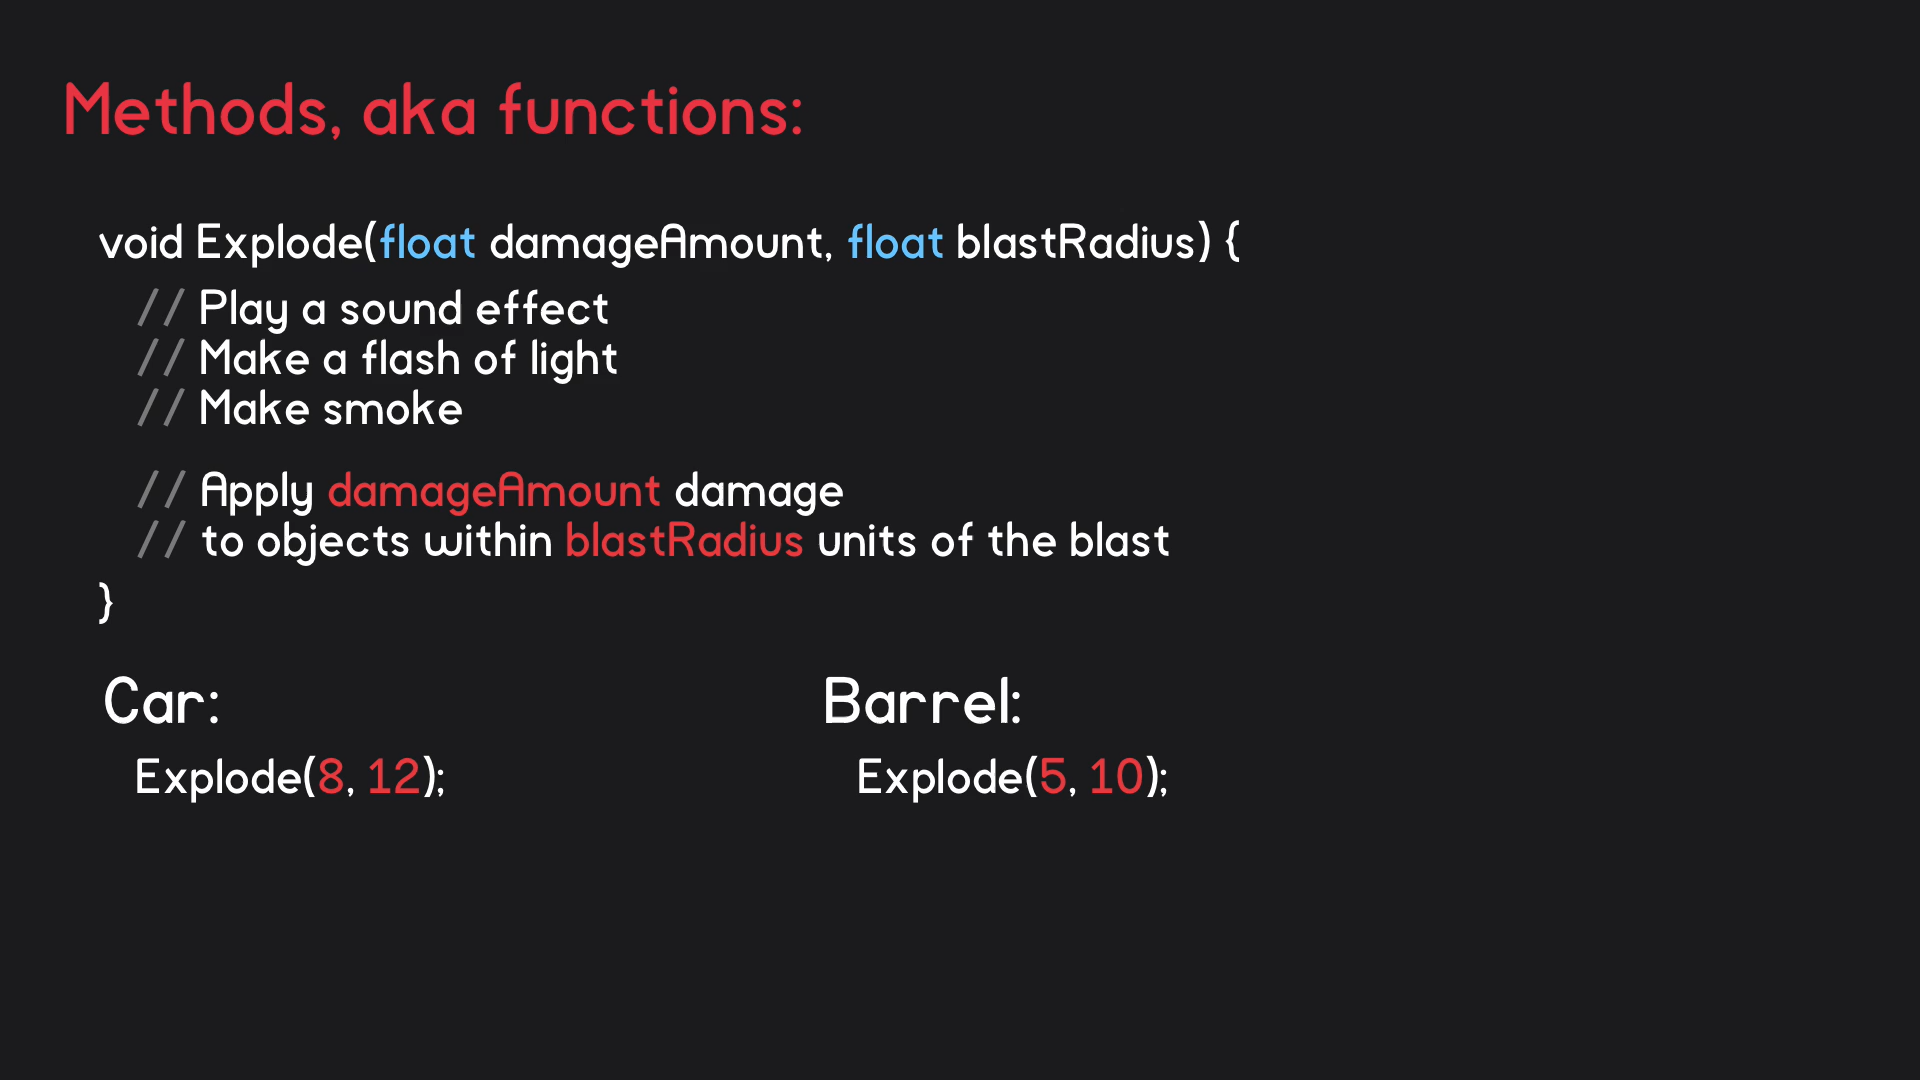 Methods, aka functions:
void Explode(float damageAmount, float blastRadius) {
// Play a sound effect
// Make a flash of light
// Make smoke
// Apply damageAmount damage
// to objects within blastRadius units of the blast
}
Car:
Explode(8, 12);
Barrel:
Explode(5, 10);